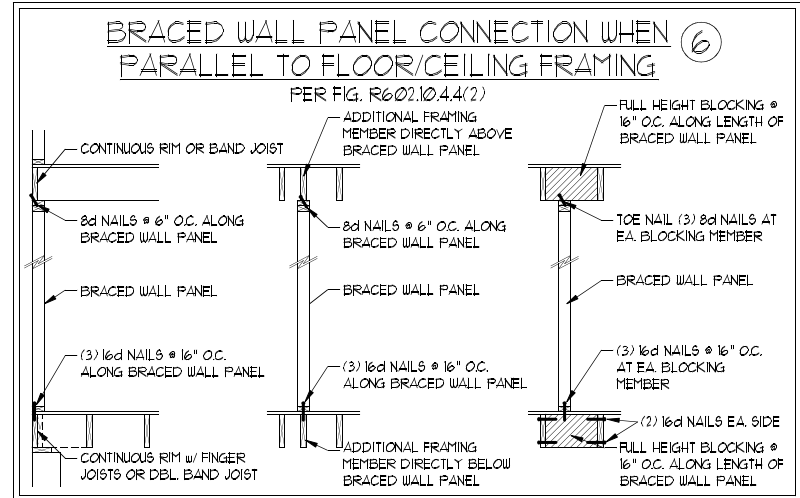 BRACED WALL PANEL CONNECTION WHEN
PARALLEL TO FLOOR/CEILING FRAMING
6
PER FIG. R602.10.4.4(2)
CONTINUOUS RIM OR BAND JOIST
8d NAILS @ 6" O.C. ALONG
BRACED WALL PANEL
BRACED WALL PANEL
(3) 16d NAILS @ 16" O.C.
ALONG BRACED WALL PANEL
CONTINUOUS RIM w/ FINGER
JOISTS OR DBL. BAND JOIST
ADDITIONAL FRAMING
MEMBER DIRECTLY ABOVE
BRACED WALL PANEL
8d NAILS @ 6" O.C. ALONG
BRACED WALL PANEL
BRACED WALL PANEL
(3) 16d NAILS @ 16" O.C.
ALONG BRACED WALL PANEL
ADDITIONAL FRAMING
MEMBER DIRECTLY BELOW
BRACED WALL PANEL
FULL HEIGHT BLOCKING @
16" O.C. ALONG LENGTH OF
BRACED WALL PANEL
TOE NAIL (3) 8d NAILS AT
EA. BLOCKING MEMBER
BRACED WALL PANEL
(3) 16d NAILS @ 16" O.C.
AT EA. BLOCKING
MEMBER
(2) 16d NAILS EA. SIDE
FULL HEIGHT BLOCKING @
16" O.C. ALONG LENGTH OF
BRACED WALL PANEL